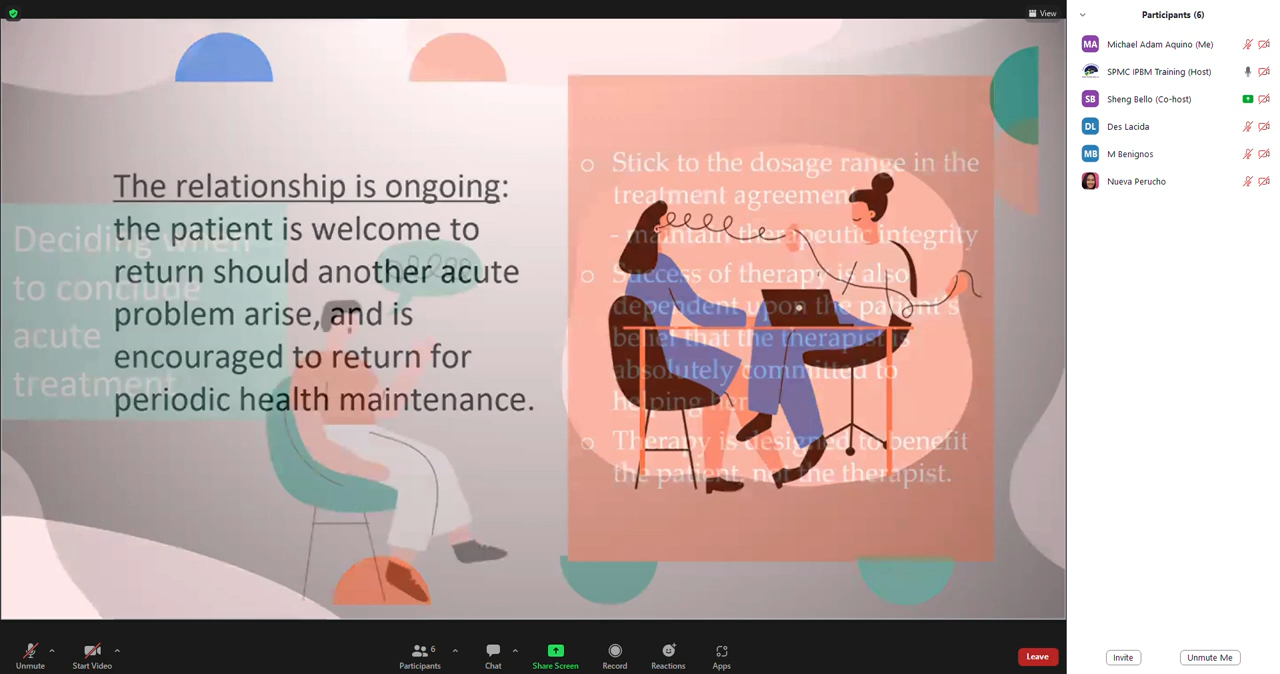 View
The relationship is ongoing:
the patient is welcome to
return should another acute
problem arise, and is
encouraged to return for
periodic health maintenance.
Deciding when
to conclude
acute
treatment
○ Stick to the dosage range in the
treatment agreement
- maintain therapeutic integrity
○ Success of therapy is also
dependent upon the patient's
belief that the therapist is
absolutely committed to
helping her
○ Therapy is designed to benefit
the patient, not the therapist.
Participants (6)
MA Michael Adam Aquino (Me)
SPMC IPBM Training (Host)
SB Sheng Bello (Co-host)
DL Des Lacida
MB M Benignos
Nueva Perucho
Unmute
Start Video
Participants 6
Chat
Share Screen
Record
Reactions
Apps
Leave
Invite
Unmute Me